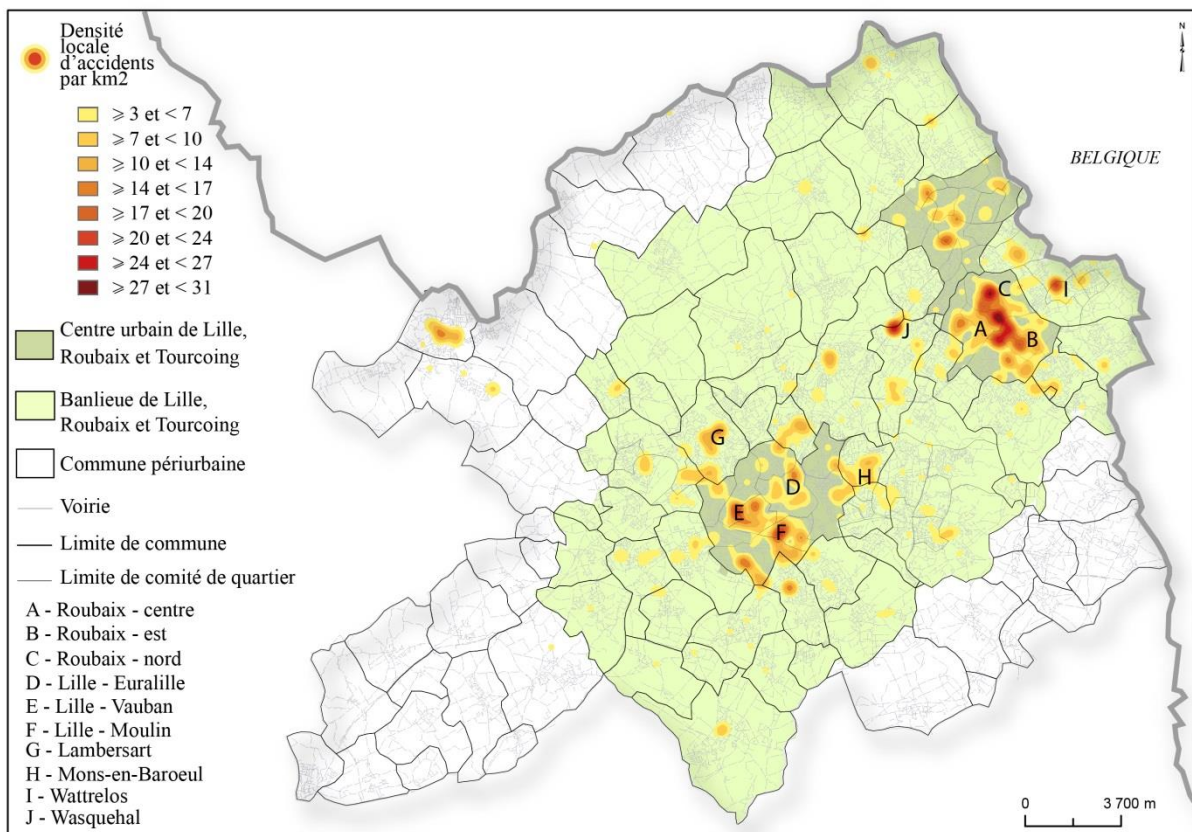 Densité
locale
d'accidents
par km2
⩾ 3 et < 7
⩾ 7 et < 10
⩾ 10 et < 14
⩾ 14 et < 17
⩾ 17 et < 20
⩾ 20 et < 24
⩾ 24 et < 27
⩾ 27 et < 31
Centre urbain de Lille,
Roubaix et Tourcoing
Banlieue de Lille,
Roubaix et Tourcoing
Commune périurbaine
Voirie
Limite de commune
Limite de comité de quartier
A - Roubaix - centre
B - Roubaix - est
C - Roubaix - nord
D - Lille - Euralille
E - Lille - Vauban
F - Lille - Moulin
G - Lambersart
H - Mons-en-Baroeul
I - Wattrelos
J - Wasquehal
N
BELGIQUE
C
I
J
A
B
G
D
H
E
F
0 3 700 m